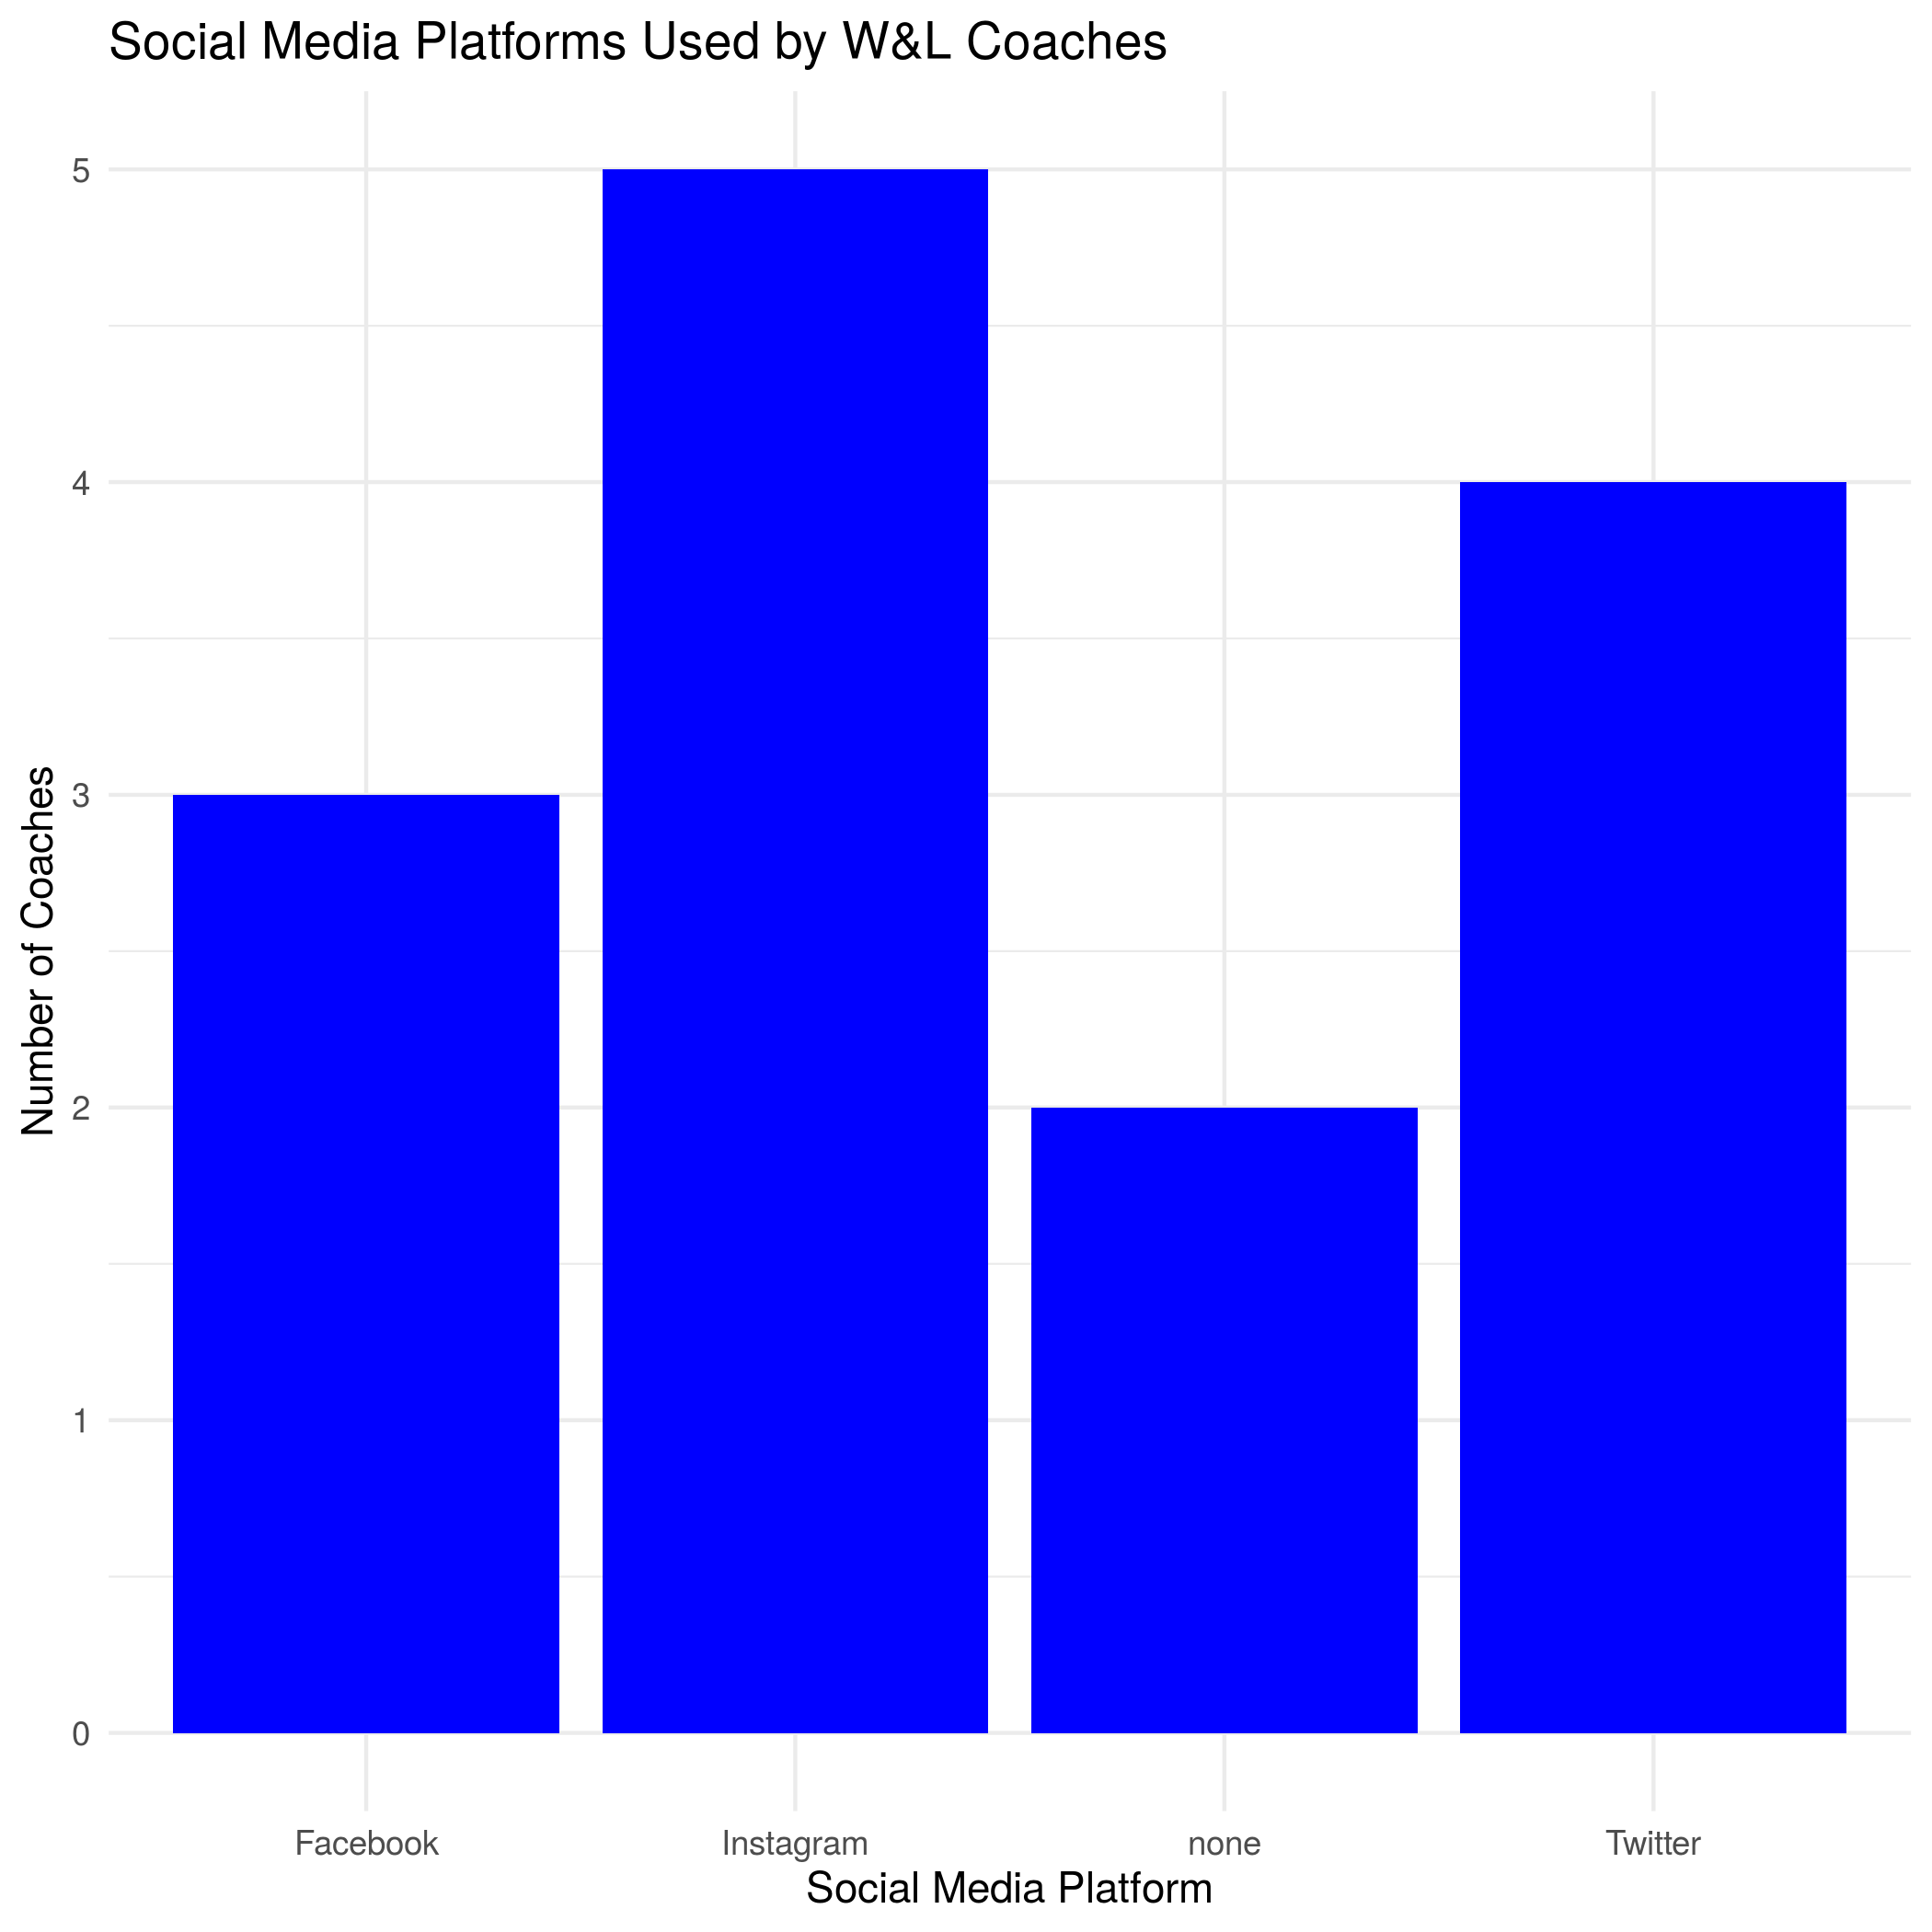 Social Media Platforms Used by W&L Coaches
Number of Coaches
5
4
3
2
1
0
Facebook Instagram none Twitter
Social Media Platform